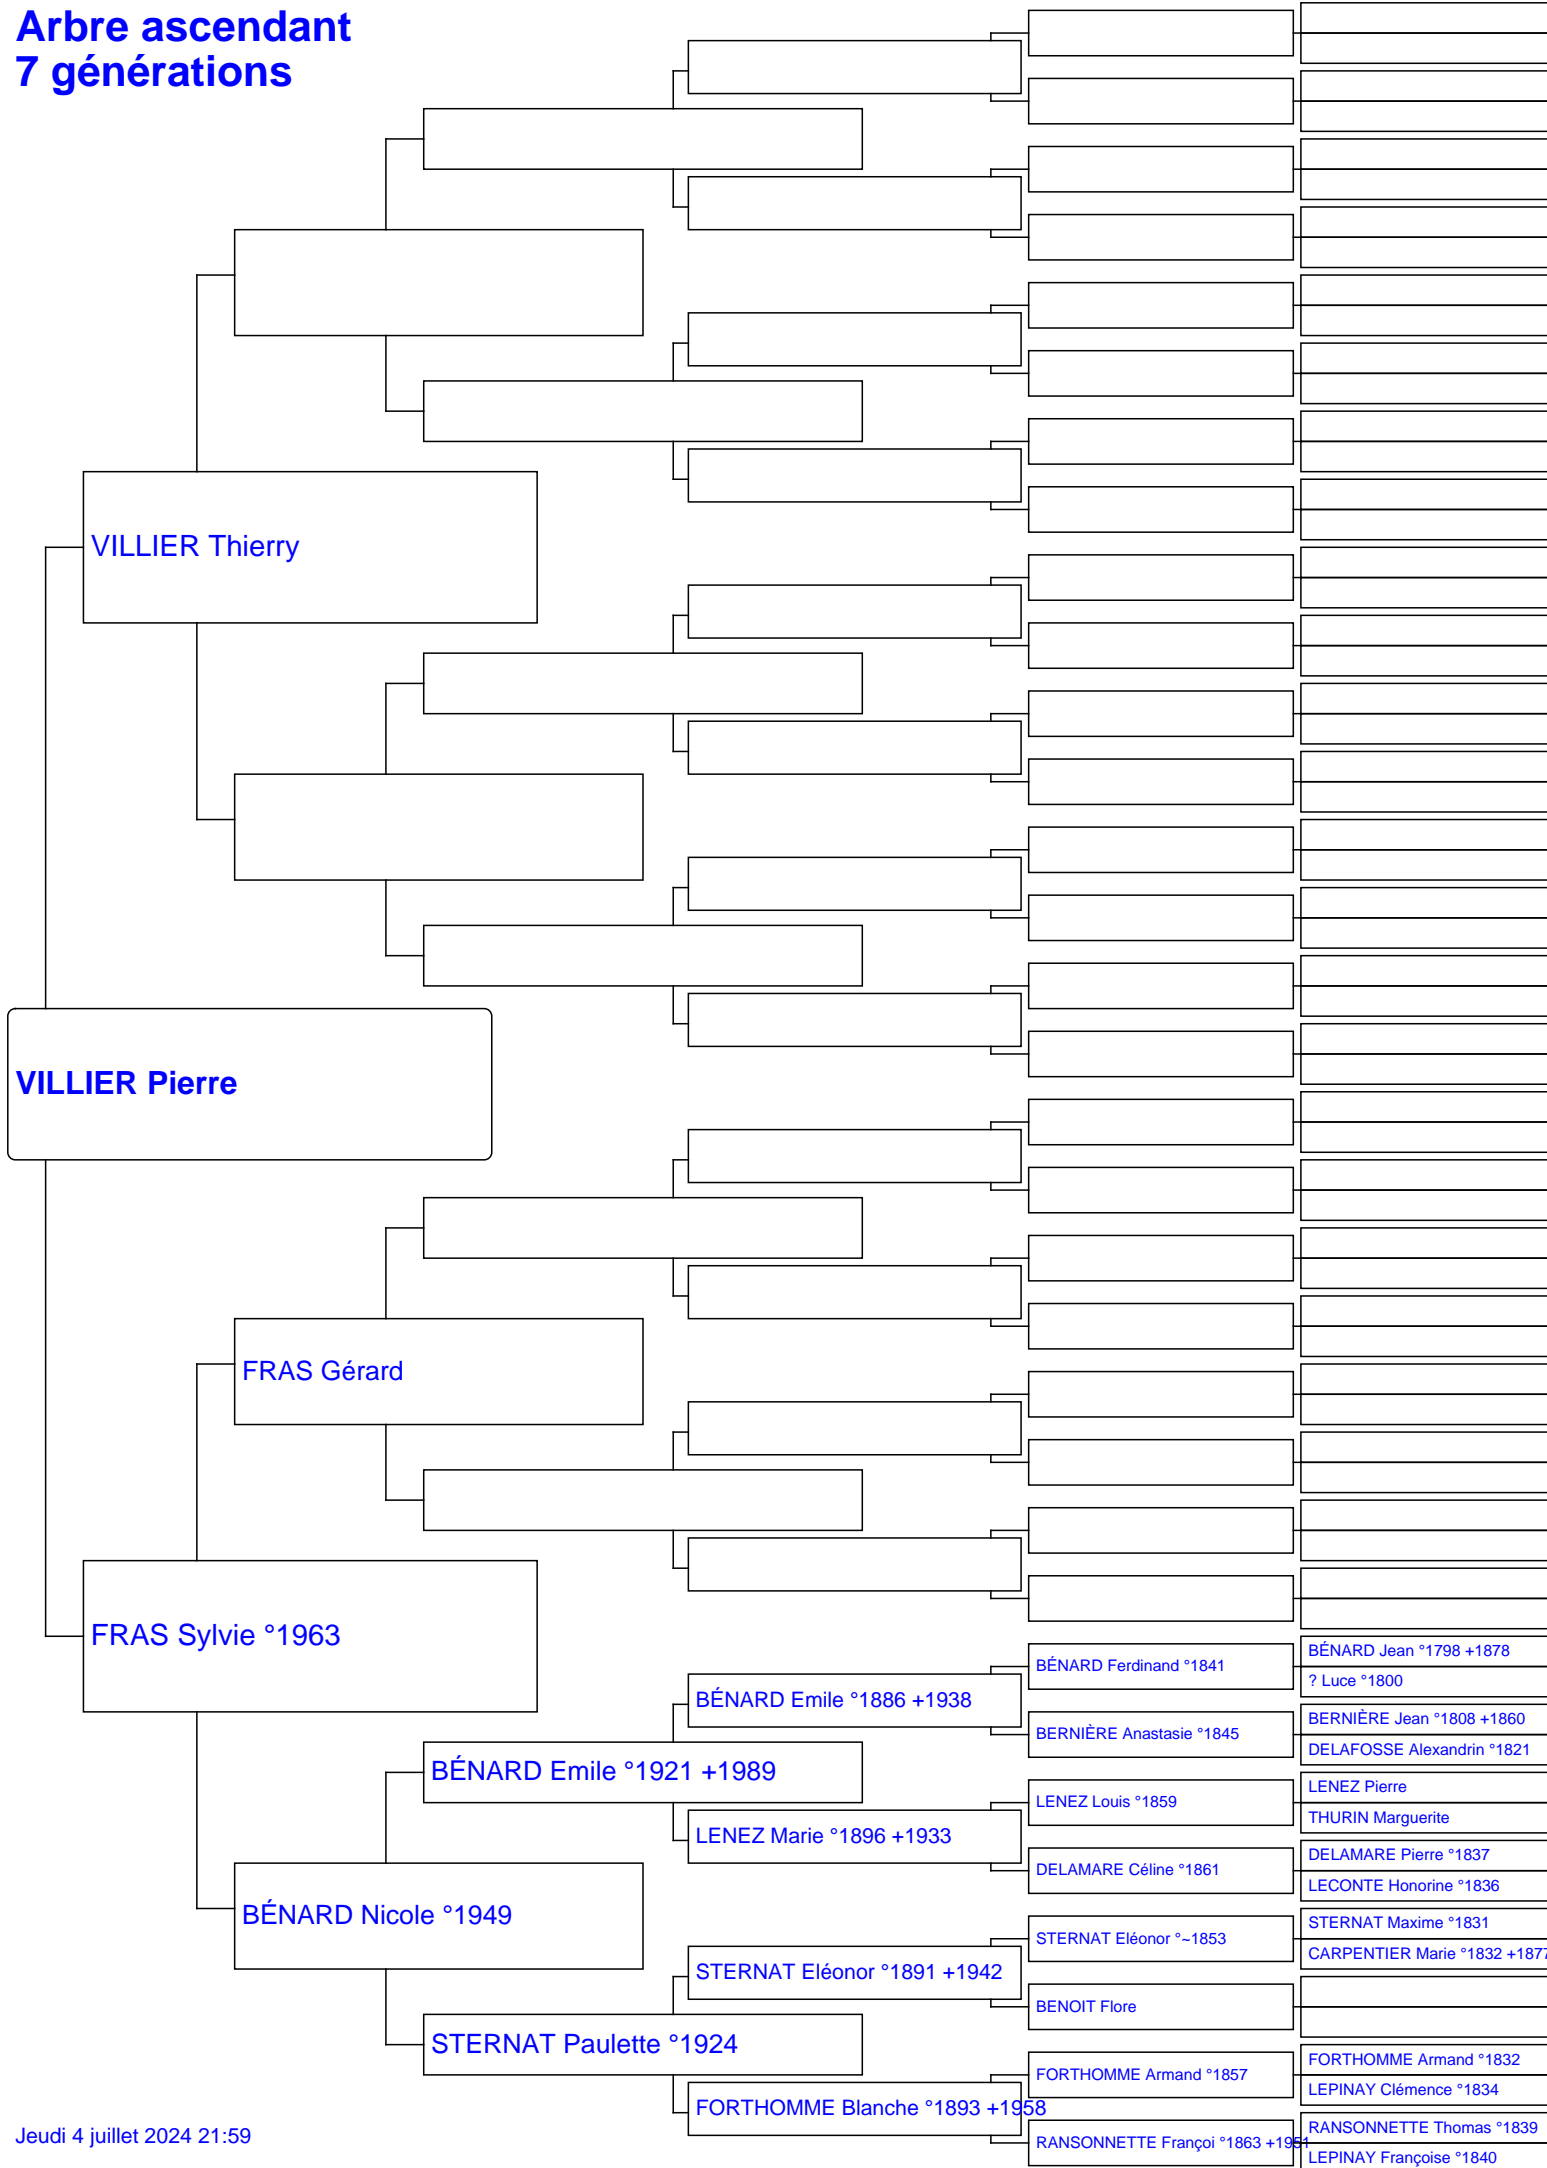 Arbre ascendant
7 générations
VILLIER Thierry
VILLIER Pierre
FRAS Gérard
FRAS Sylvie °1963
BÉNARD Jean °1798 +1878
BÉNARD Ferdinand °1841
? Luce °1800
BÉNARD Emile °1886 +1938
BERNIÈRE Jean °1808 +1860
BERNIÈRE Anastasie °1845
DELAFOSSE Alexandrin °1821
BÉNARD Emile °1921 +1989
LENEZ Pierre
LENEZ Louis °1859
THURIN Marguerite
LENEZ Marie °1896 +1933
DELAMARE Pierre °1837
DELAMARE Céline °1861
LECONTE Honorine °1836
BÉNARD Nicole °1949
STERNAT Maxime °1831
STERNAT Eléonor °~1853
CARPENTIER Marie °1832 +1877
STERNAT Eléonor °1891 +1942
BENOIT Flore
STERNAT Paulette °1924
FORTHOMME Armand °1832
FORTHOMME Armand °1857
LEPINAY Clémence °1834
FORTHOMME Blanche °1893 +1958
RANSONNETTE Thomas °1839
RANSONNETTE Françoi °1863 +1951
LEPINAY Françoise °1840
Jeudi 4 juillet 2024 21:59